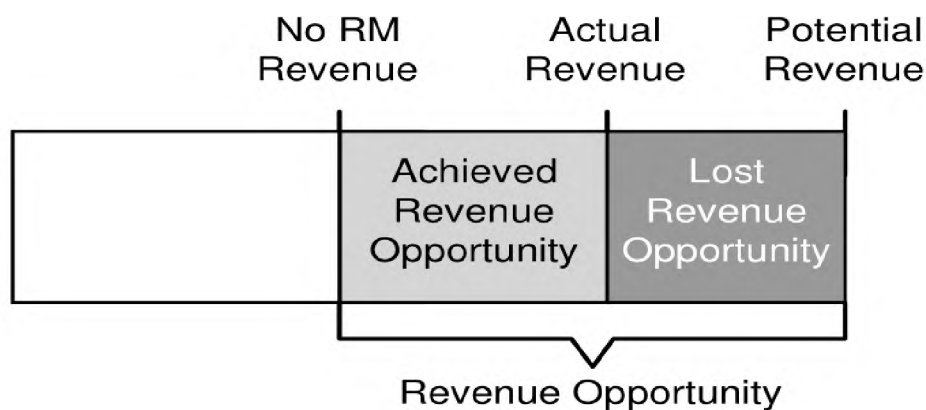 No RM
Revenue
Actual
Revenue
Potential
Revenue
Achieved
Revenue
Opportunity
Lost
Revenue
Opportunity
Revenue Opportunity